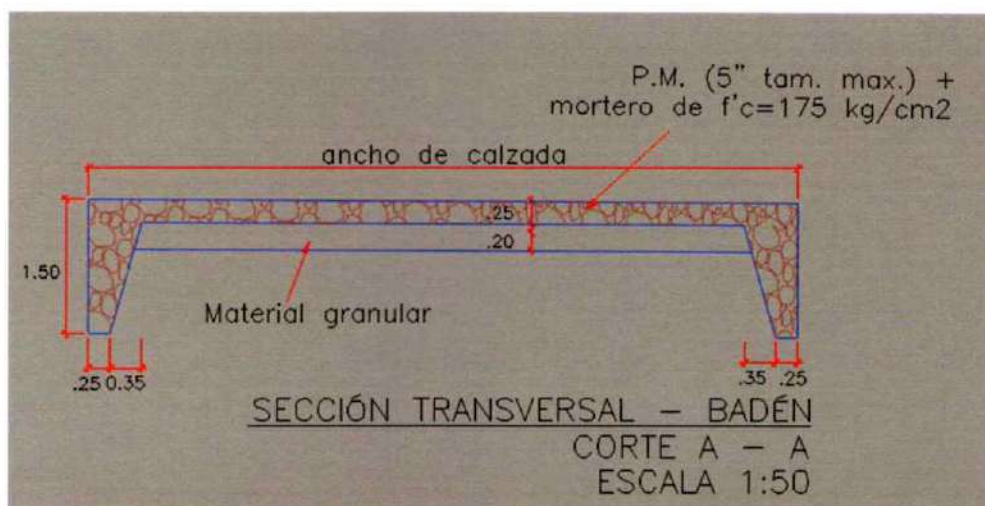 P.M. (5" tam. max.) +
mortero de f'c=175 kg/cm2
ancho de calzada
.25
.20
1.50
Material granular
.25 0.35
.35 .25
SECCIÓN TRANSVERSAL – BADÉN
CORTE A – A
ESCALA 1:50